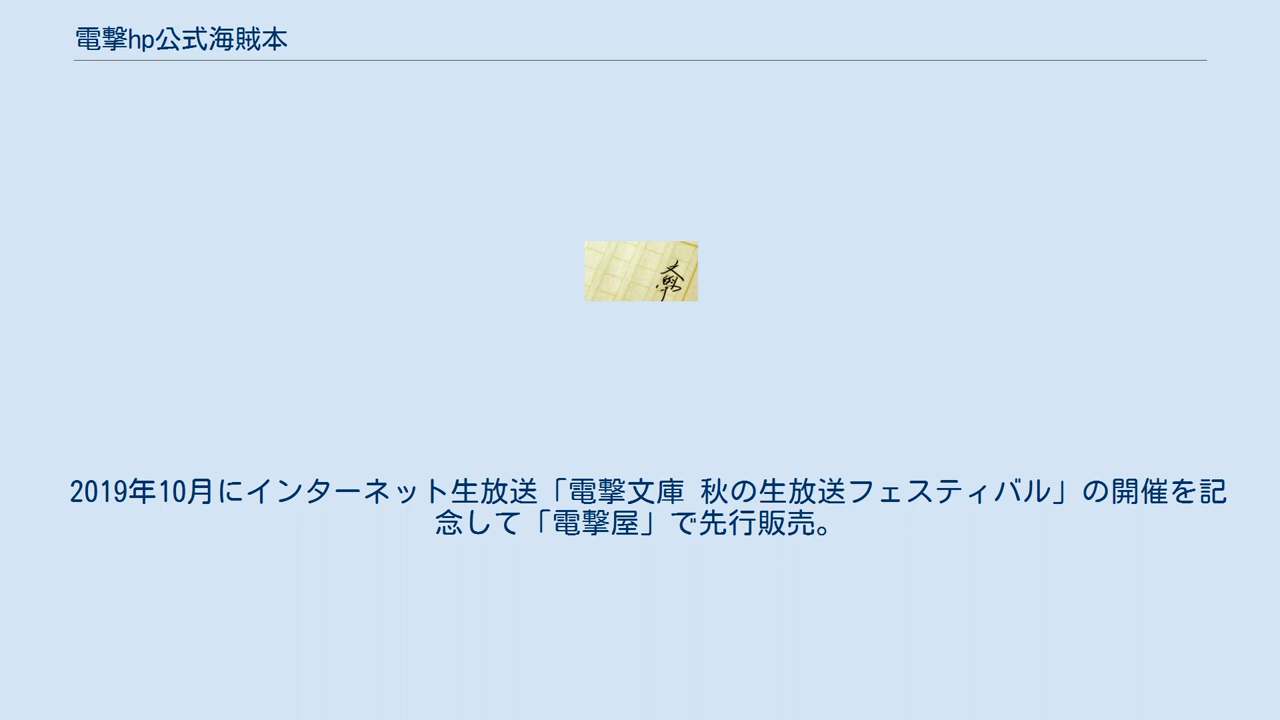 電撃hp公式海賊本
2019年10月にインターネット生放送「電撃文庫 秋の生放送フェスティバル」の開催を記
念して「電撃屋」で先行販売。